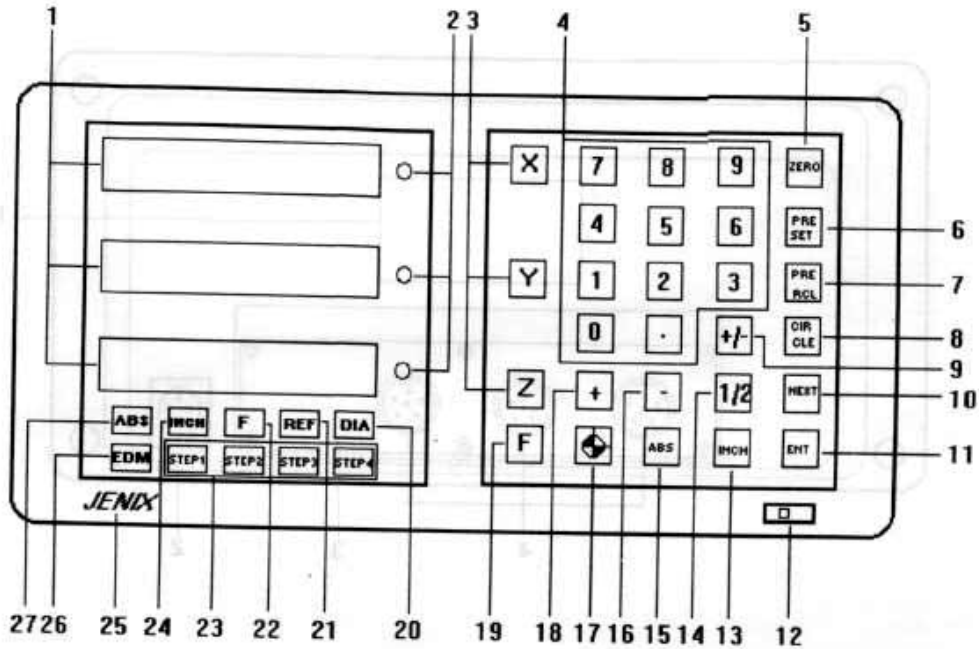 1 2 3 4 5
X 7 8 9 ZERO
4 5 6 PRE SET 6
Y 1 2 3 PRE RCL 7
0 . +/- CIR CLE 8
9
Z + - 1/2 NEXT 10
ABS INCH F REF DIA
F ABS INCH ENT 11
EDM STEP1 STEP2 STEP3 STEP4
JENIX
27 26 25 24 23 22 21 20 19 18 17 16 15 14 13 12